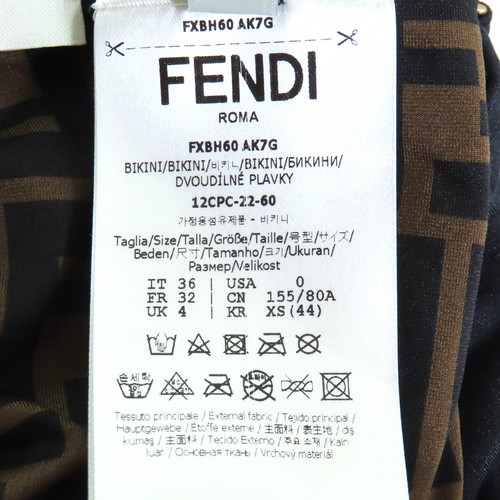 FXBH60 AK7G
FENDI
ROMA
FXBH60 AK7G
BIKINI/BIKINI/비키니/BIKINI/БИКИНИ/
DVOUDÍLNÉ PLAVKY
12CPC-22-60
가정용섬유제품 - 비키니
Taglia/Size/Talla/Größe/Taille/号型/サイズ/
Beden/尺寸/Tamanho/크기/Ukuran/
Размер/Velikost
IT 36 | USA 0
FR 32 | CN 155/80A
UK 4 | KR XS(44)
손세탁
Tessuto principale / External fabric / Tejido principal /
Hauptgewebe / Étoffe externe / 主面料 / 表生地 / dış
kumaş / 主面料 / Tecido Externo / 주요 소재 / Kain
luar / Основная ткань / Vrchový materiál